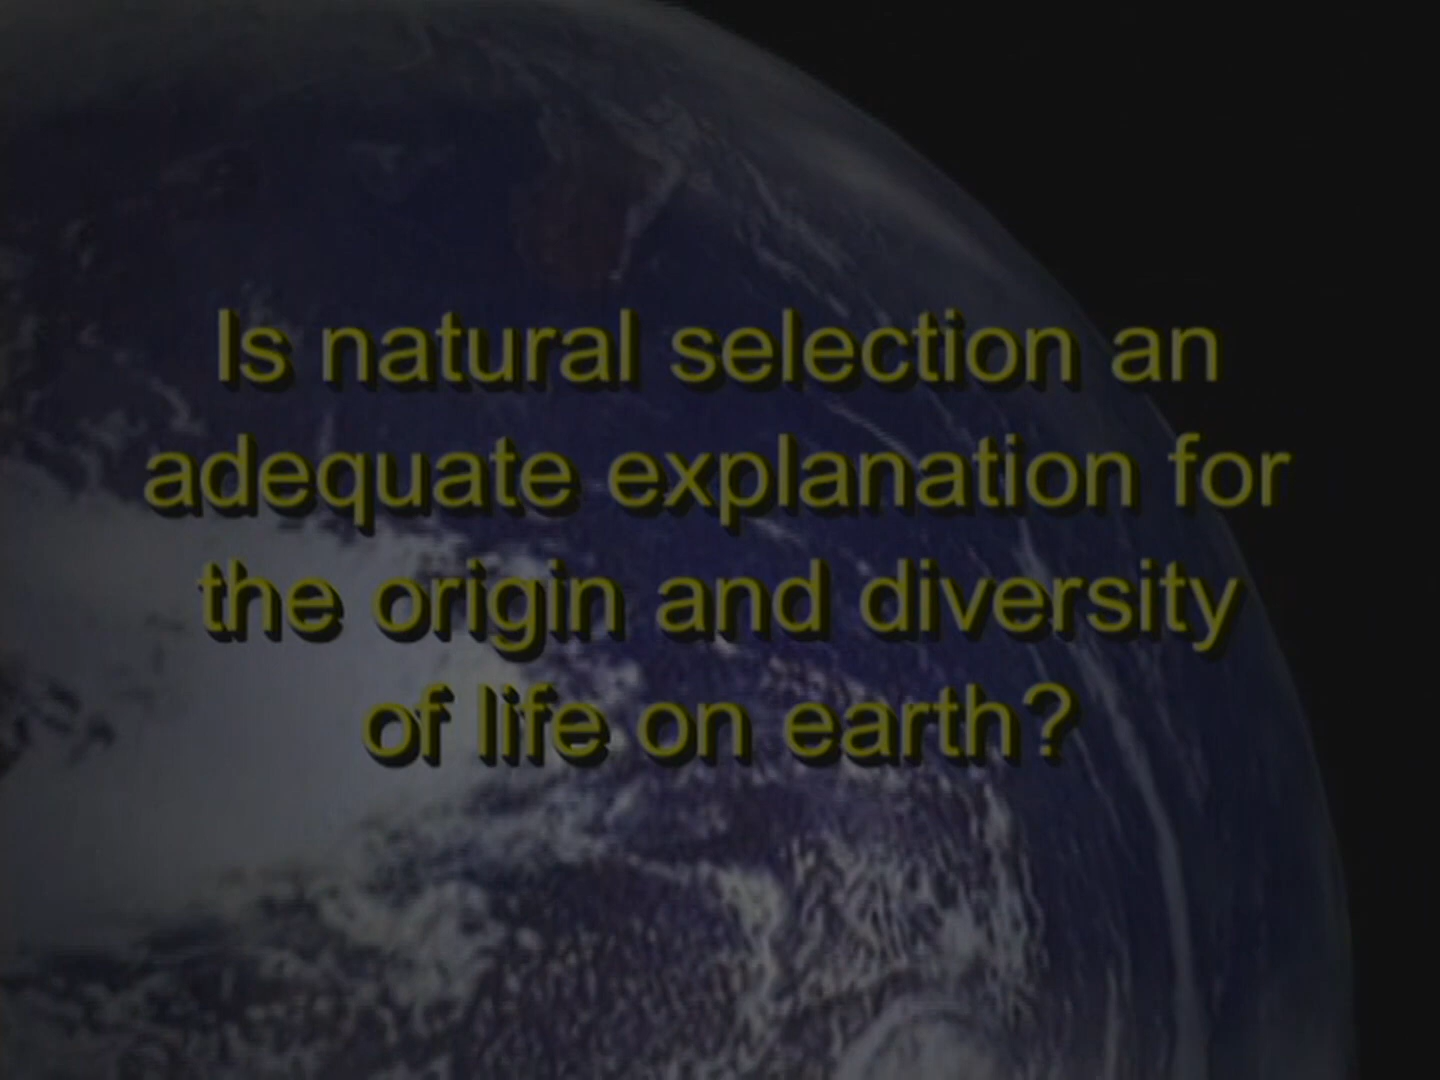 Is natural selection an
adequate explanation for
the origin and diversity
of life on earth?